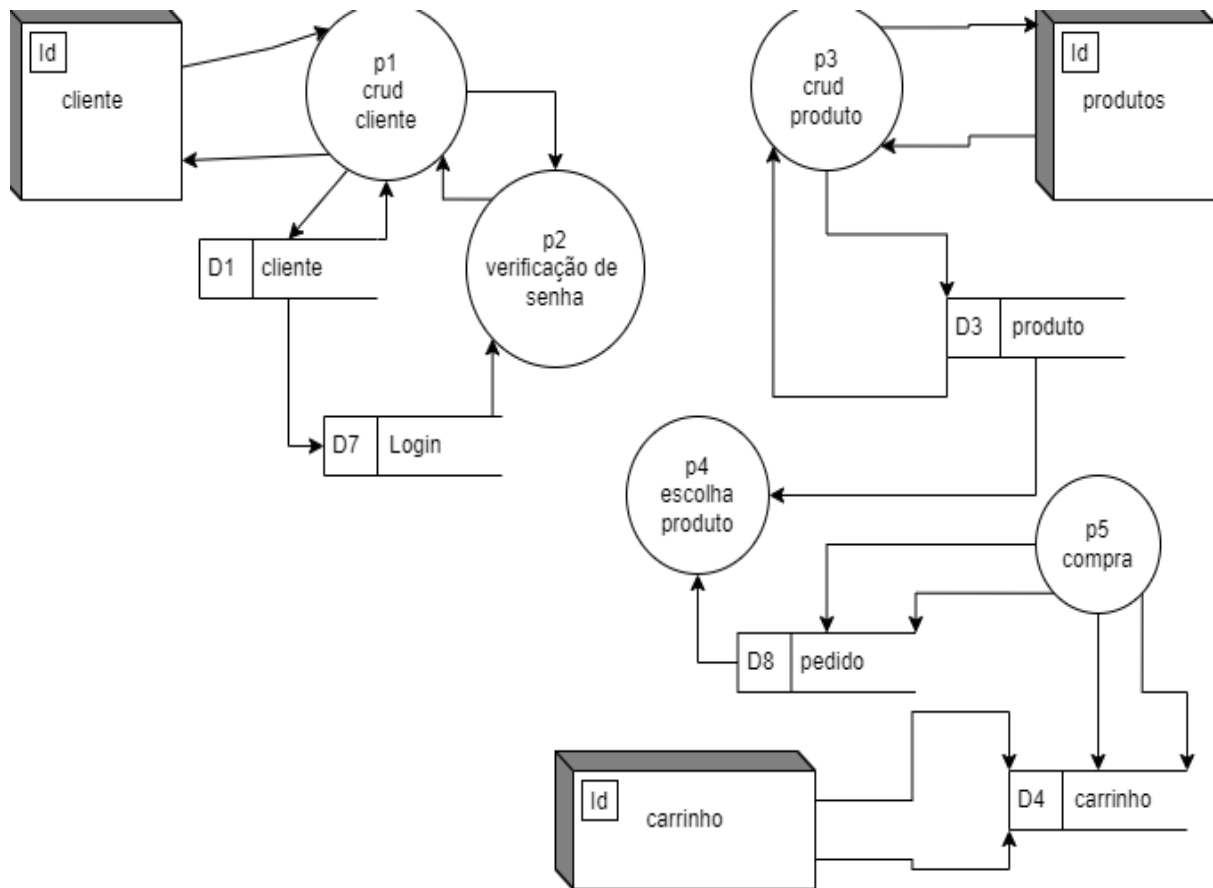 Id
cliente
p1
crud
cliente
p3
crud
produto
Id
produtos
p2
verificação de
senha
D1
cliente
D3
produto
D7
Login
p4
escolha
produto
p5
compra
D8
pedido
Id
carrinho
D4
carrinho